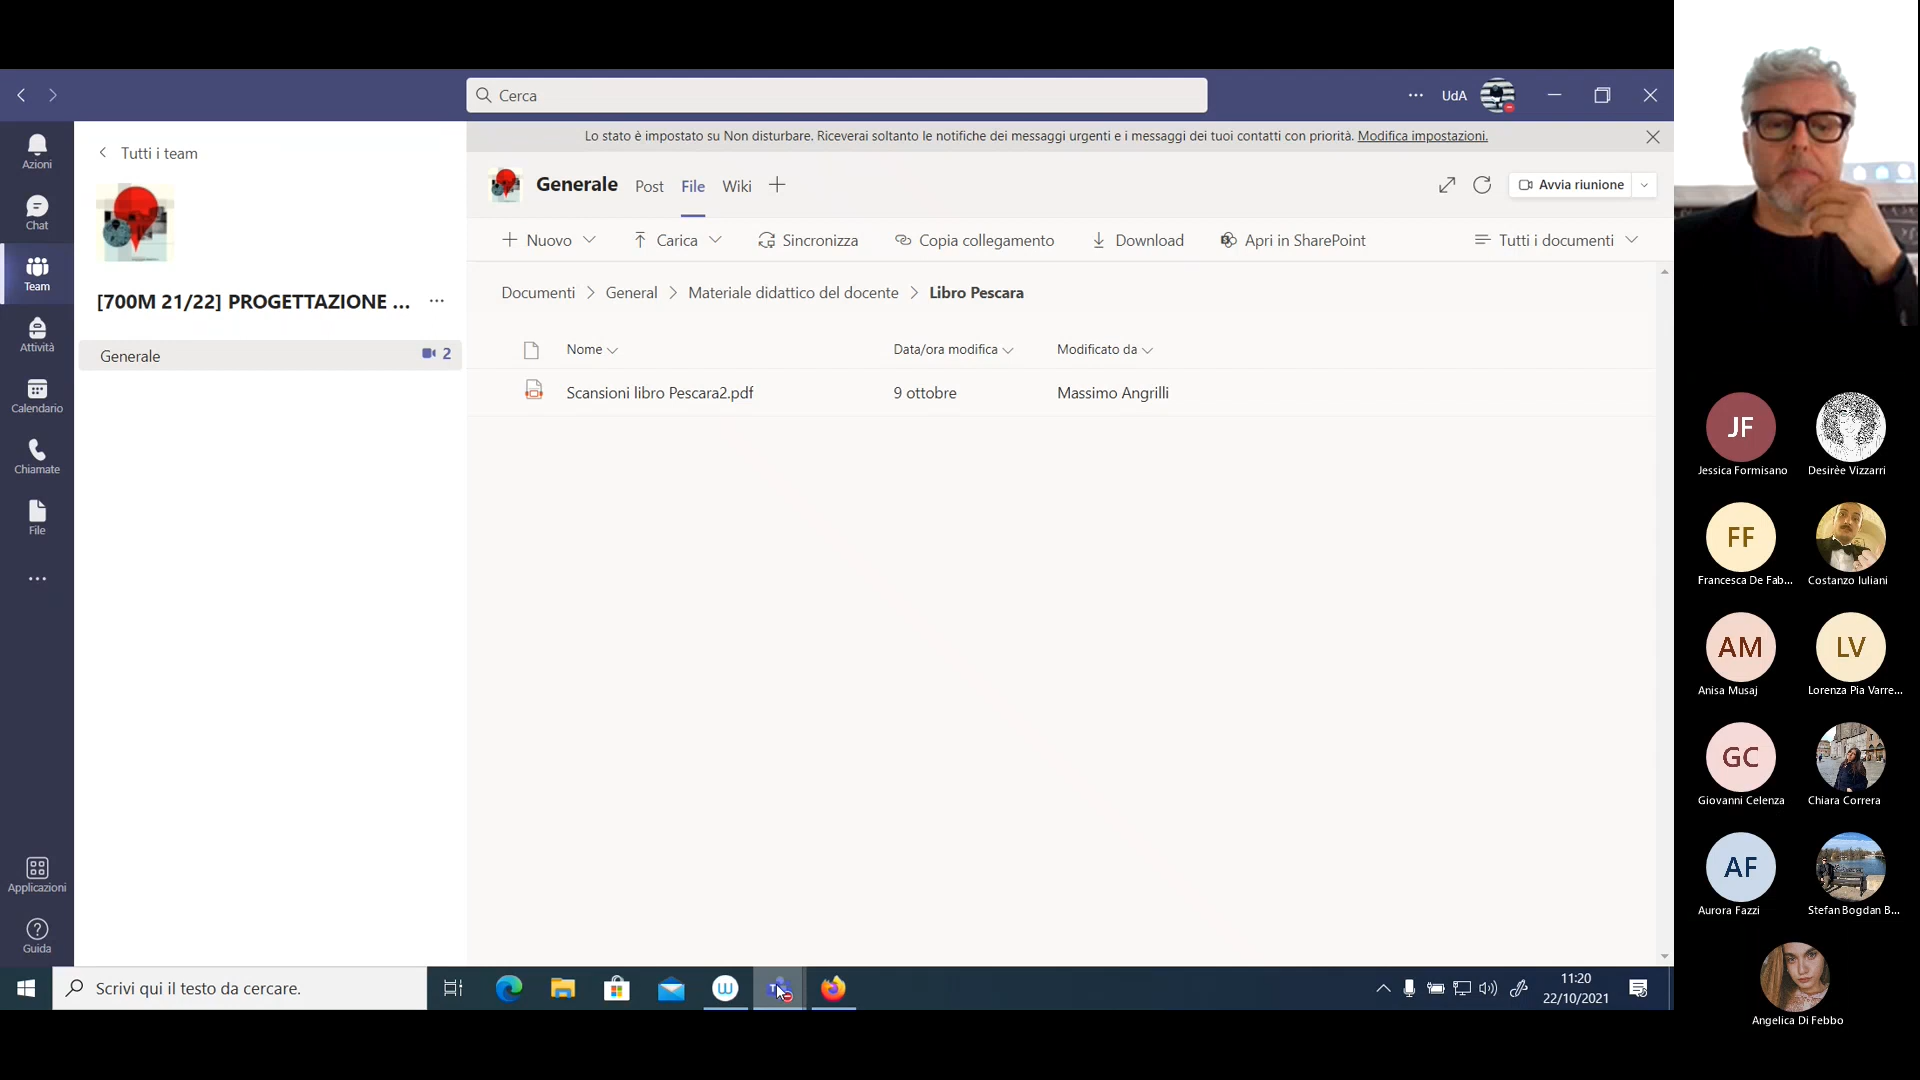 Cerca
UdA
Lo stato è impostato su Non disturbare. Riceverai soltanto le notifiche dei messaggi urgenti e i messaggi dei tuoi contatti con priorità. Modifica impostazioni.
Azioni
Chat
Team
Attività
Calendario
Chiamate
File
Applicazioni
Guida
Tutti i team
[700M 21/22] PROGETTAZIONE ...
Generale
2
Generale Post File Wiki
Avvia riunione
Nuovo Carica Sincronizza Copia collegamento Download Apri in SharePoint Tutti i documenti
Documenti > General > Materiale didattico del docente > Libro Pescara
Nome Data/ora modifica Modificato da
Scansioni libro Pescara2.pdf 9 ottobre Massimo Angrilli
JF
Jessica Formisano Desirèe Vizzarri
FF
Francesca De Fab... Costanzo Iuliani
AM LV
Anisa Musaj Lorenza Pia Varre...
GC
Giovanni Celenza Chiara Correra
AF
Aurora Fazzi Stefan Bogdan B...
Angelica Di Febbo
Scrivi qui il testo da cercare.
11:20
22/10/2021